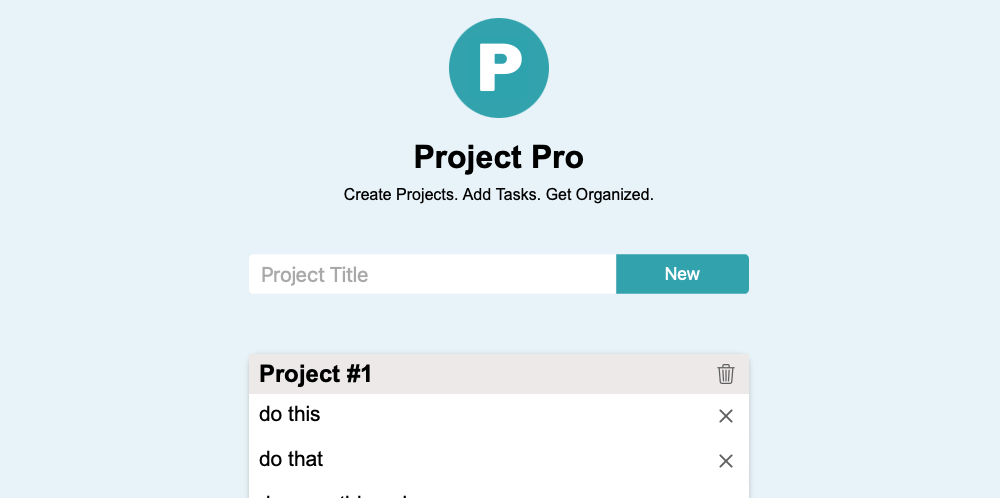 P
Project Pro
Create Projects. Add Tasks. Get Organized.
Project Title
New
Project #1
do this
do that